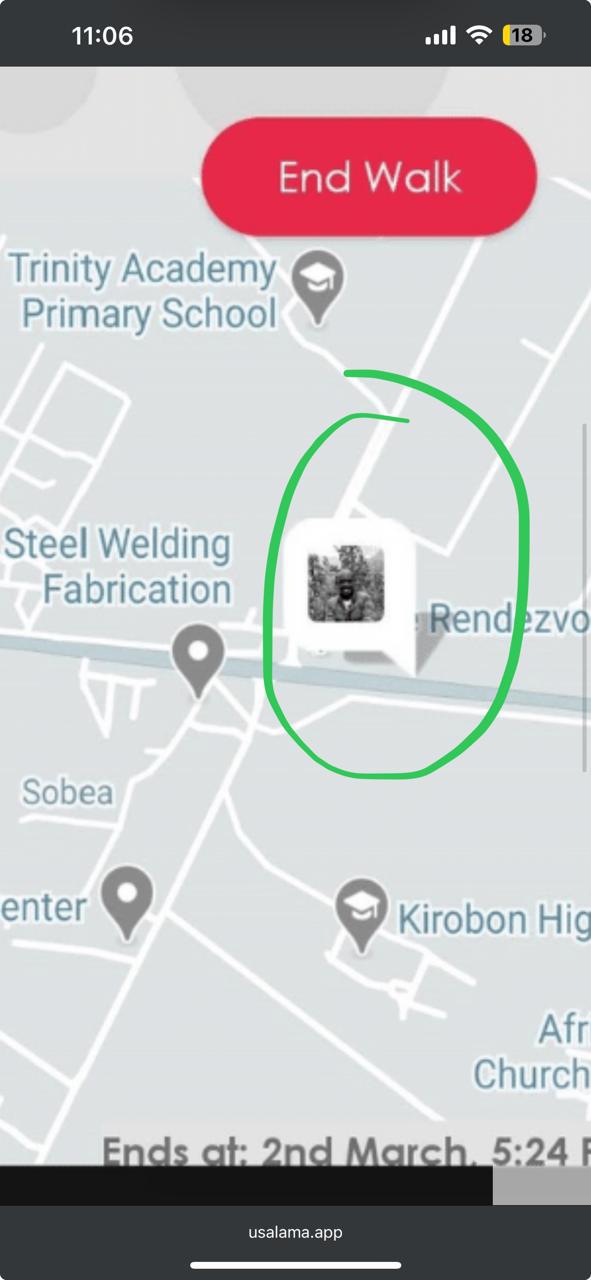 11:06
18
End Walk
Trinity Academy
Primary School
Steel Welding
Fabrication
Rendezvo
Sobea
enter
Kirobon Hig
Afri
Church
Ends at: 2nd March, 5:24 P
usalama.app